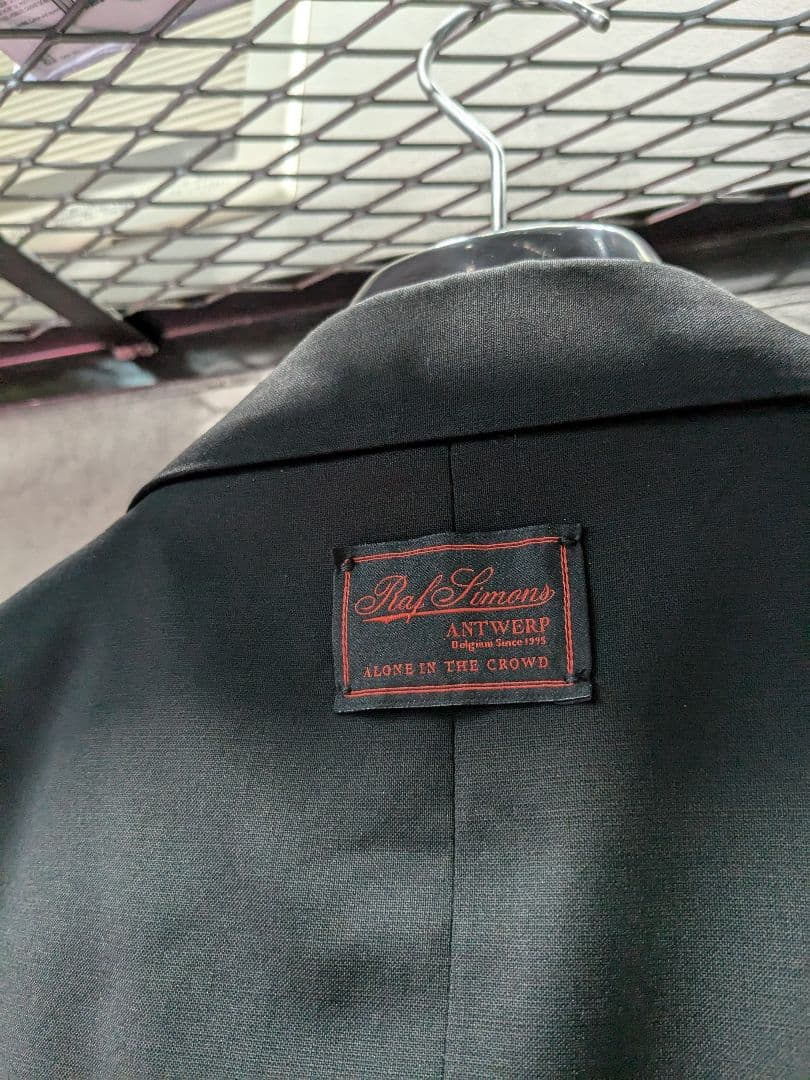 Raf Simons
ANTWERP
Belgium Since 1995
ALONE IN THE CROWD